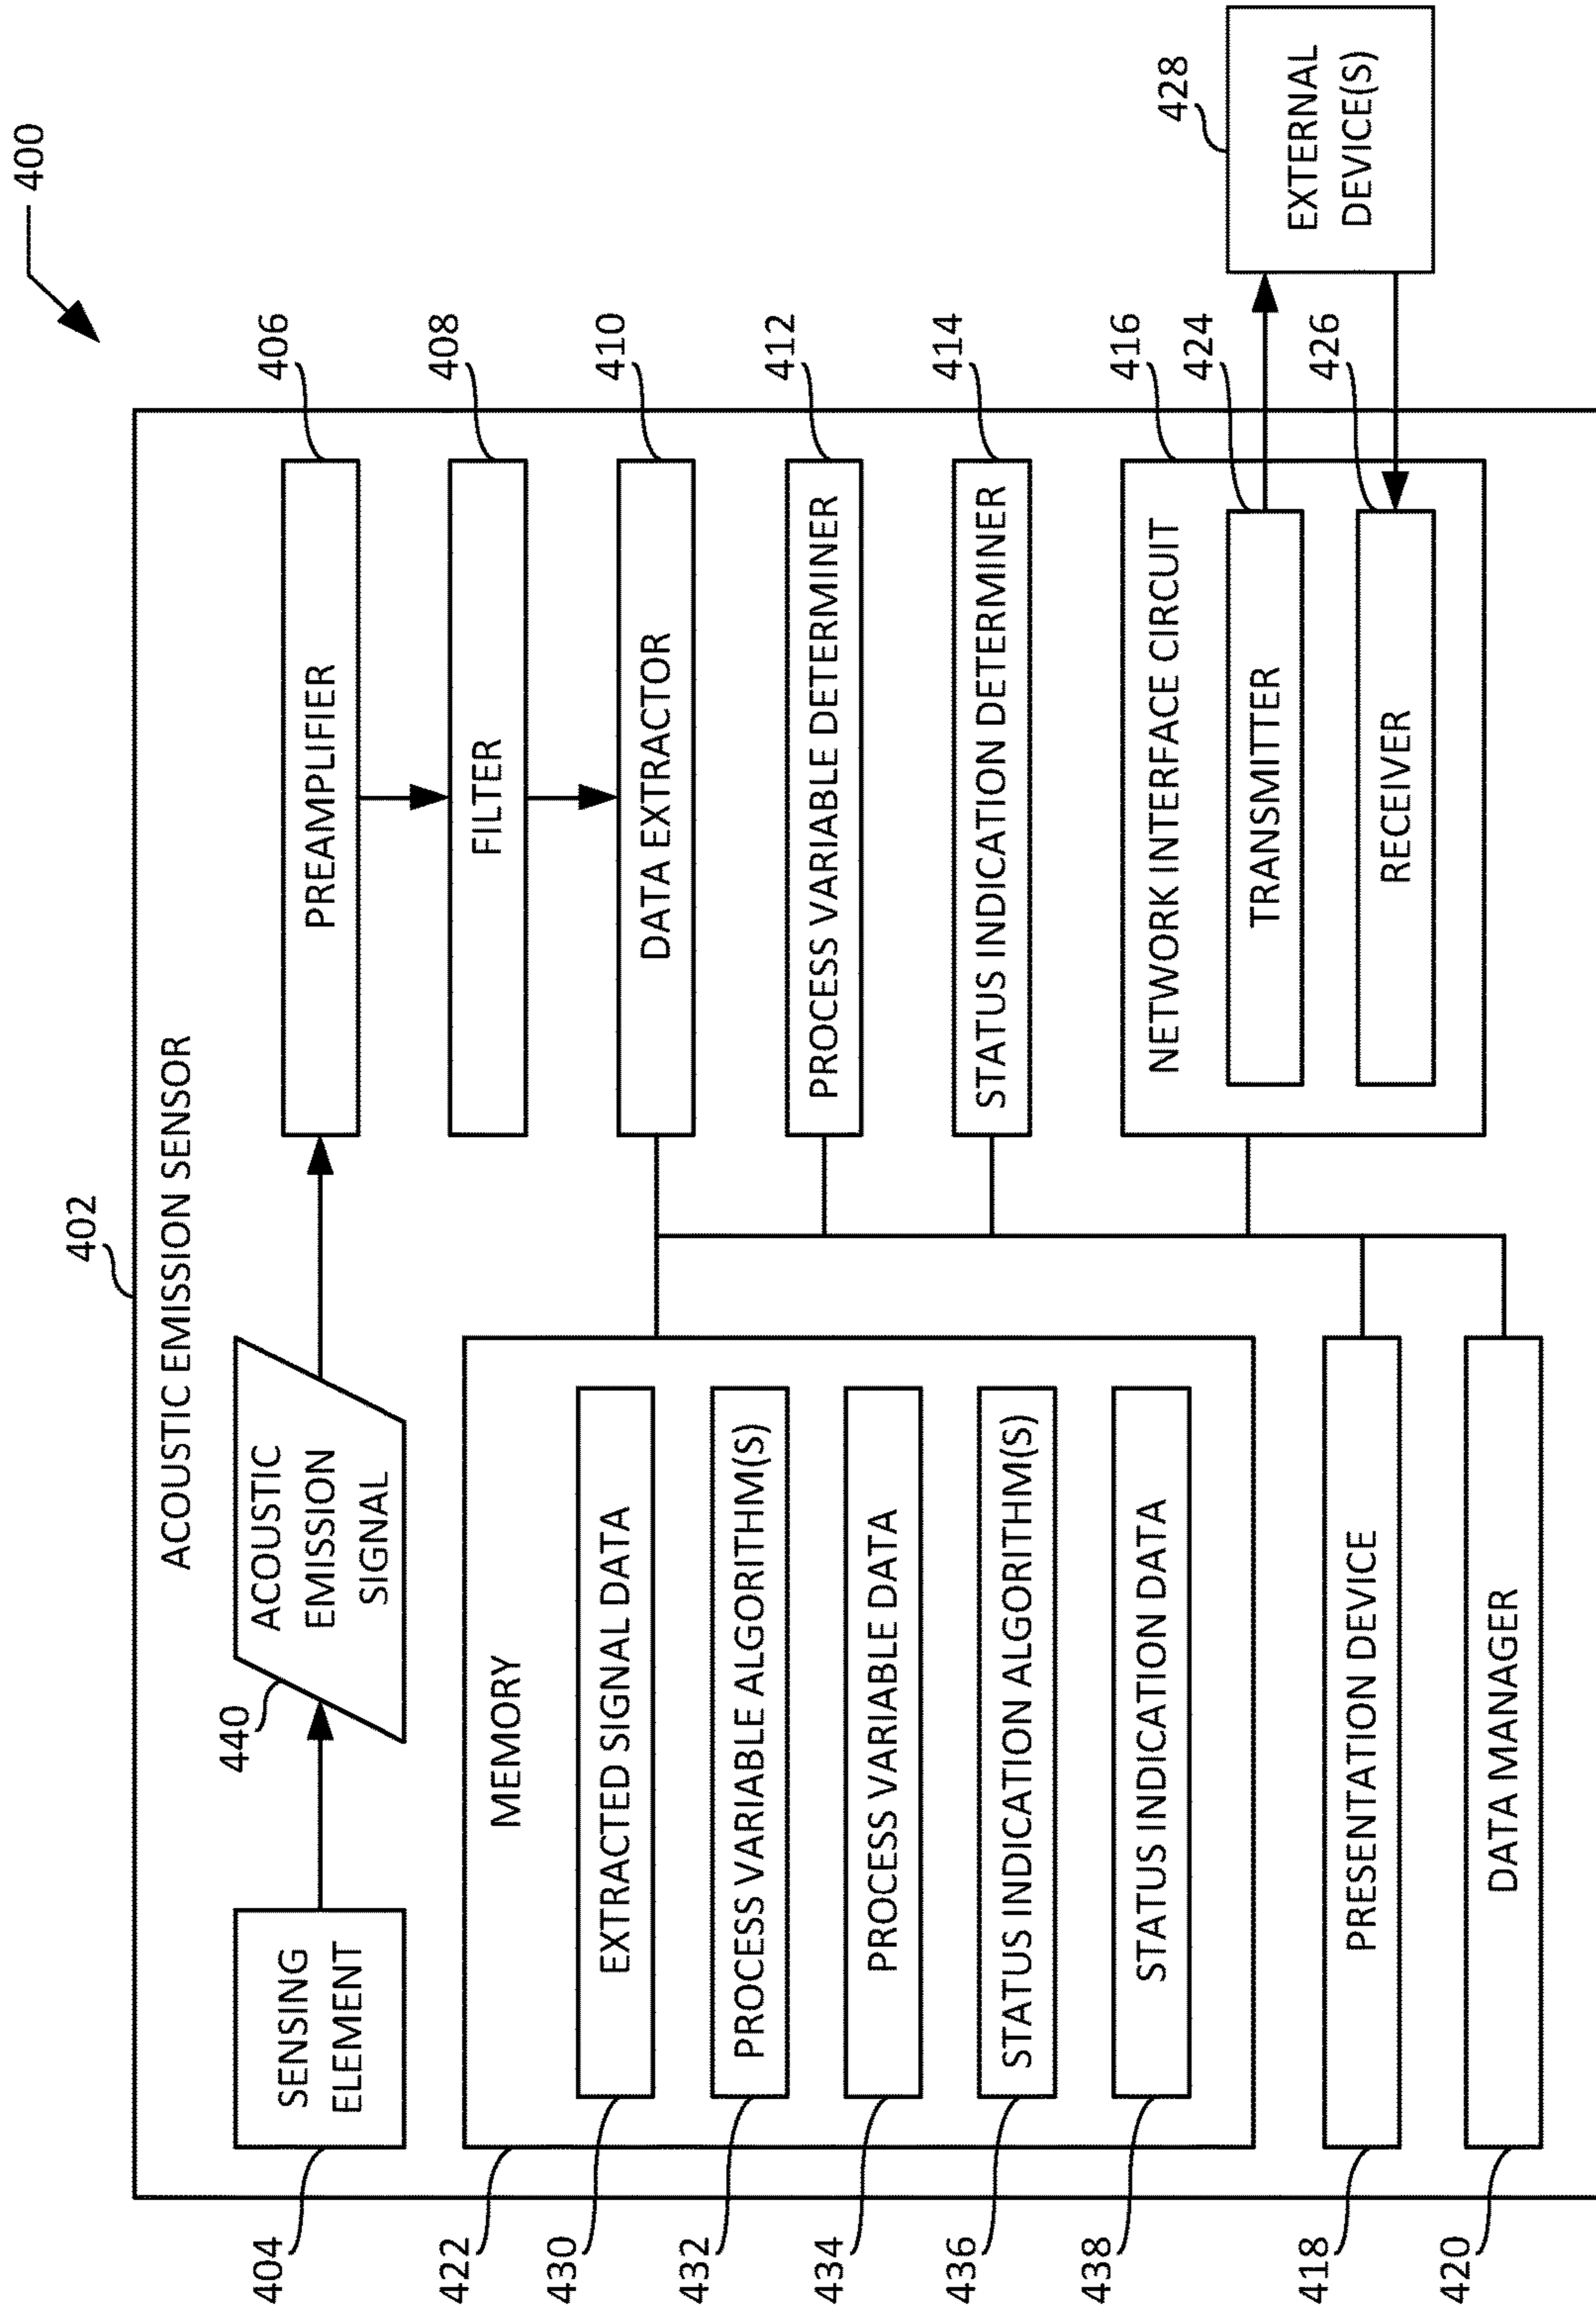 400
402
ACOUSTIC EMISSION SENSOR
404
SENSING
ELEMENT
440
ACOUSTIC
EMISSION
SIGNAL
406
PREAMPLIFIER
408
FILTER
410
DATA EXTRACTOR
412
PROCESS VARIABLE DETERMINER
414
STATUS INDICATION DETERMINER
416
NETWORK INTERFACE CIRCUIT
424
TRANSMITTER
426
RECEIVER
428
EXTERNAL
DEVICE(S)
422
MEMORY
430
EXTRACTED SIGNAL DATA
432
PROCESS VARIABLE ALGORITHM(S)
434
PROCESS VARIABLE DATA
436
STATUS INDICATION ALGORITHM(S)
438
STATUS INDICATION DATA
418
PRESENTATION DEVICE
420
DATA MANAGER